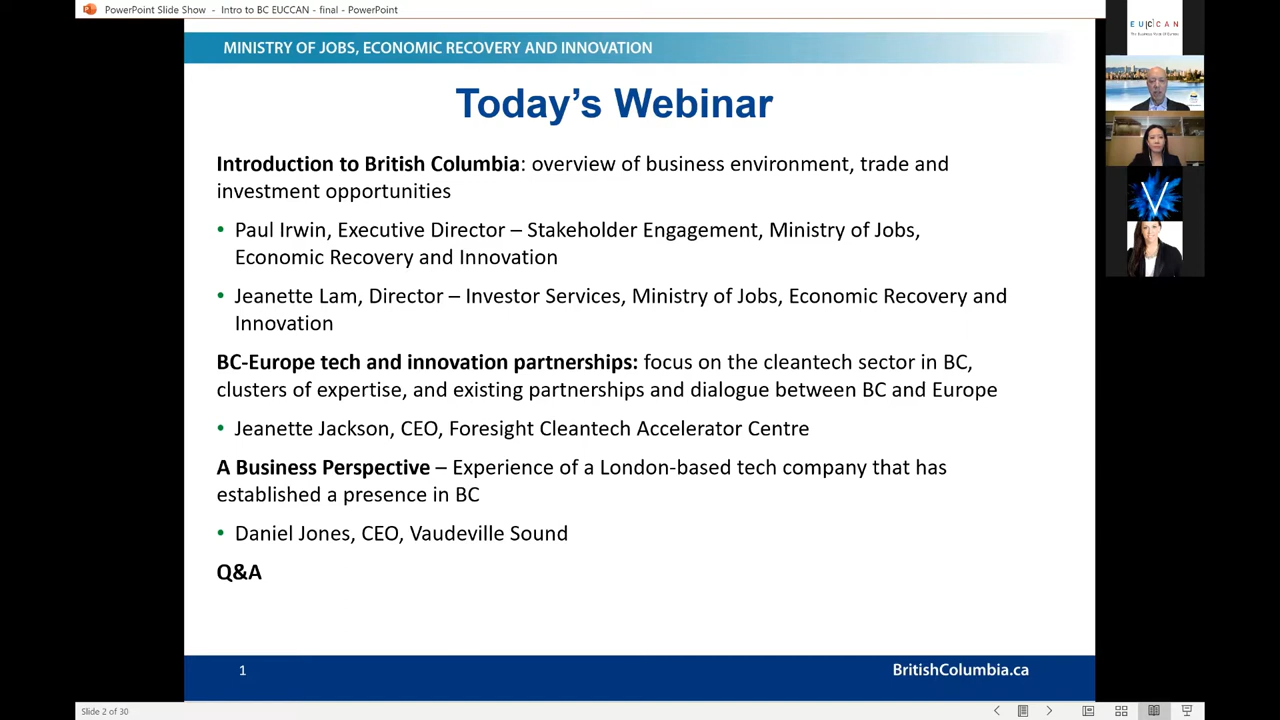 PowerPoint Slide Show - Intro to BC EUCCAN - final - PowerPoint
MINISTRY OF JOBS, ECONOMIC RECOVERY AND INNOVATION
Today's Webinar
Introduction to British Columbia: overview of business environment, trade and
investment opportunities
• Paul Irwin, Executive Director – Stakeholder Engagement, Ministry of Jobs,
Economic Recovery and Innovation
• Jeanette Lam, Director – Investor Services, Ministry of Jobs, Economic Recovery and
Innovation
BC-Europe tech and innovation partnerships: focus on the cleantech sector in BC,
clusters of expertise, and existing partnerships and dialogue between BC and Europe
• Jeanette Jackson, CEO, Foresight Cleantech Accelerator Centre
A Business Perspective – Experience of a London-based tech company that has
established a presence in BC
• Daniel Jones, CEO, Vaudeville Sound
Q&A
1
BritishColumbia.ca
Slide 2 of 30
EUCCAN
The Business Voice Of Europe
V